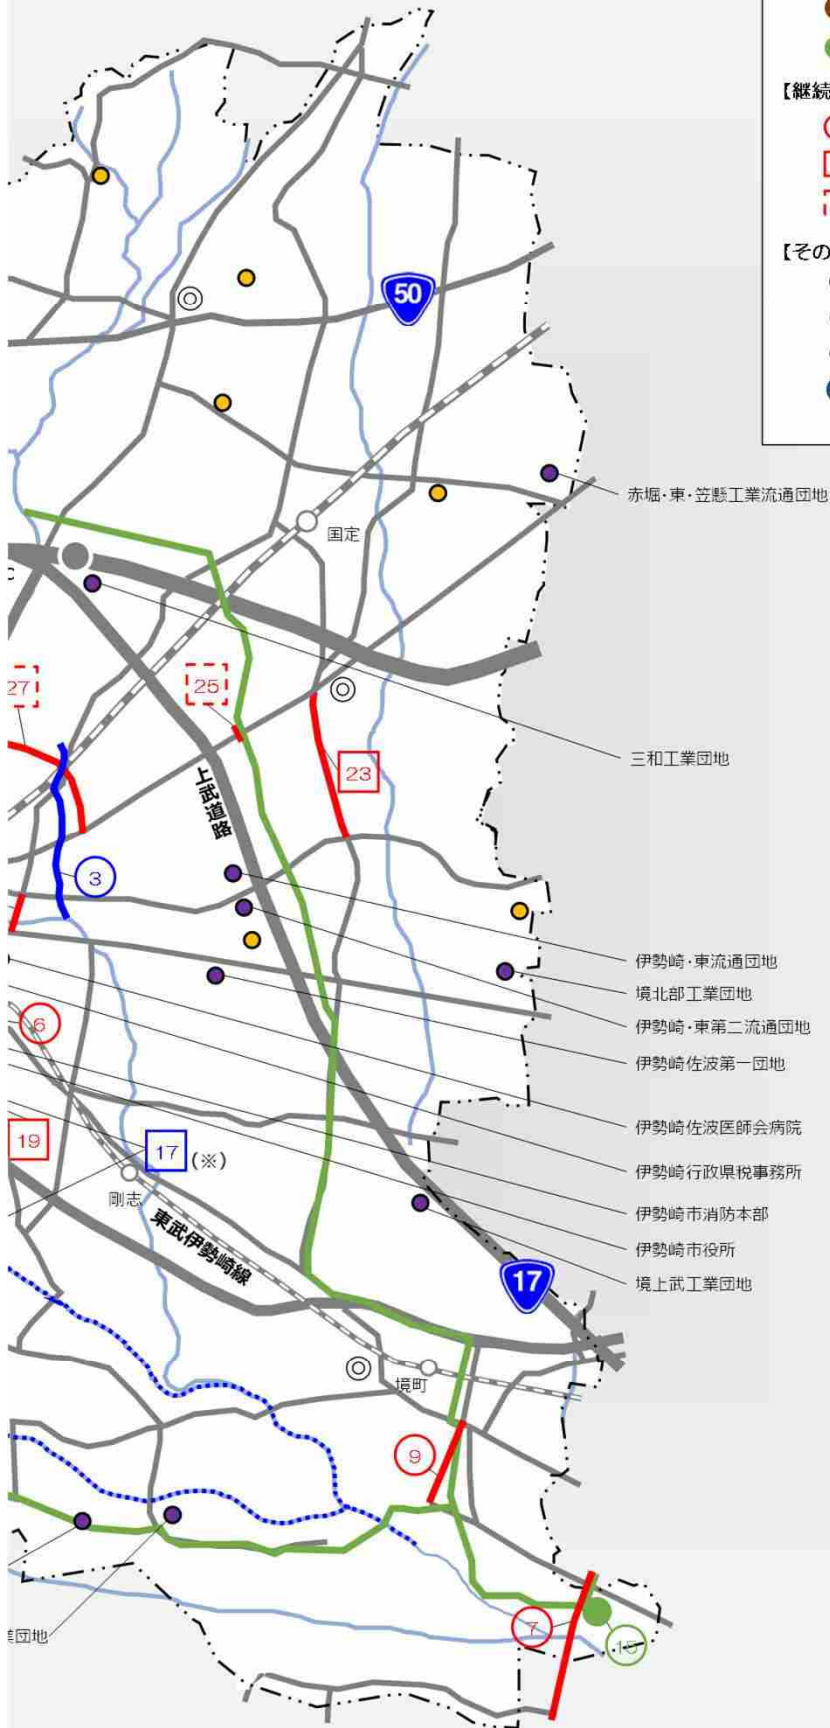 【継続
【その
50
赤堀・東・笠懸工業流通団地
国定
27
25
23
三和工業団地
上武道路
3
伊勢崎・東流通団地
境北部工業団地
伊勢崎・東第二流通団地
伊勢崎佐波第一団地
6
伊勢崎佐波医師会病院
19
17
(※)
伊勢崎行政県税事務所
剛志
伊勢崎市消防本部
東武伊勢崎線
伊勢崎市役所
17
境上武工業団地
境町
9
7
15
業団地